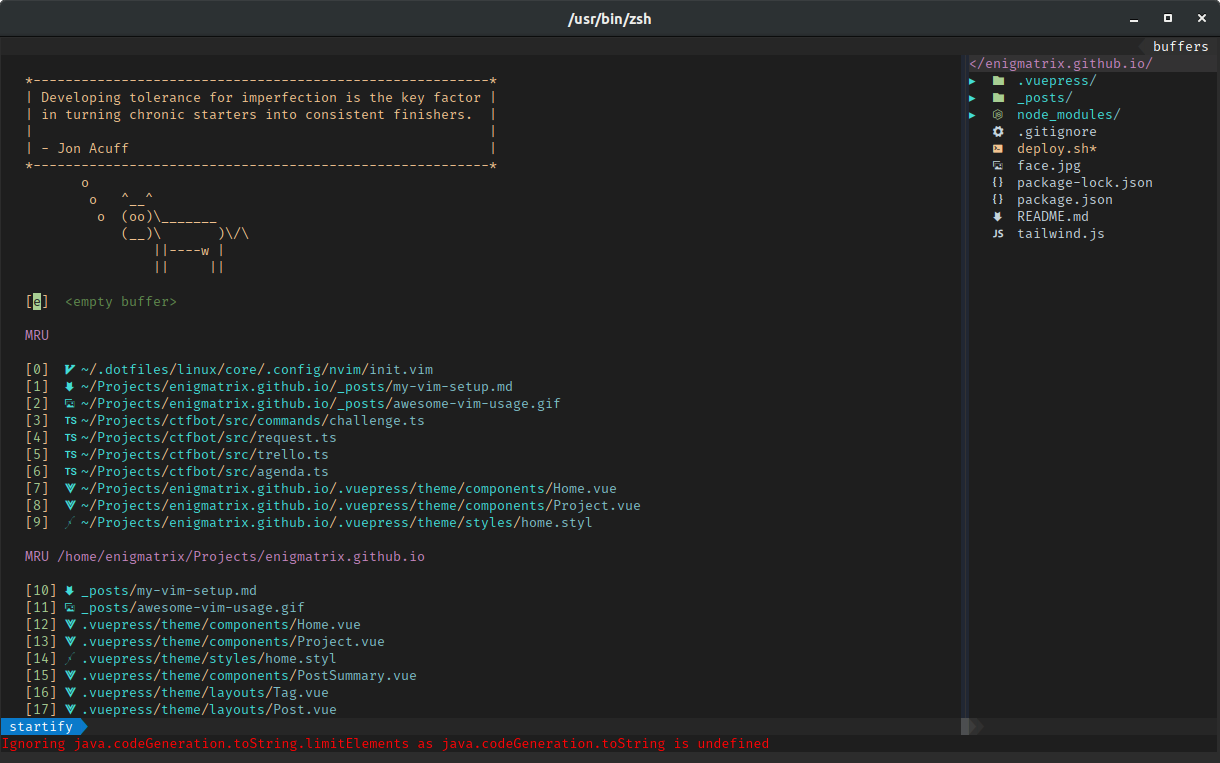 /usr/bin/zsh
buffers
*---------------------------------------------------------*
| Developing tolerance for imperfection is the key factor |
| in turning chronic starters into consistent finishers.  |
|                                                         |
| - Jon Acuff                                             |
*---------------------------------------------------------*
       o
        o   ^__^
         o  (oo)\_______
            (__)\       )\/\
                ||----w |
                ||     ||
[e]  <empty buffer>
MRU
[0]  ~/.dotfiles/linux/core/.config/nvim/init.vim
[1]  ~/Projects/enigmatrix.github.io/_posts/my-vim-setup.md
[2]  ~/Projects/enigmatrix.github.io/_posts/awesome-vim-usage.gif
[3]  TS ~/Projects/ctfbot/src/commands/challenge.ts
[4]  TS ~/Projects/ctfbot/src/request.ts
[5]  TS ~/Projects/ctfbot/src/trello.ts
[6]  TS ~/Projects/ctfbot/src/agenda.ts
[7]  ~/Projects/enigmatrix.github.io/.vuepress/theme/components/Home.vue
[8]  ~/Projects/enigmatrix.github.io/.vuepress/theme/components/Project.vue
[9]  ~/Projects/enigmatrix.github.io/.vuepress/theme/styles/home.styl
MRU /home/enigmatrix/Projects/enigmatrix.github.io
[10] _posts/my-vim-setup.md
[11] _posts/awesome-vim-usage.gif
[12] .vuepress/theme/components/Home.vue
[13] .vuepress/theme/components/Project.vue
[14] .vuepress/theme/styles/home.styl
[15] .vuepress/theme/components/PostSummary.vue
[16] .vuepress/theme/layouts/Tag.vue
[17] .vuepress/theme/layouts/Post.vue
</enigmatrix.github.io/
.vuepress/
_posts/
node_modules/
.gitignore
deploy.sh*
face.jpg
{} package-lock.json
{} package.json
README.md
JS tailwind.js
startify
Ignoring java.codeGeneration.toString.limitElements as java.codeGeneration.toString is undefined